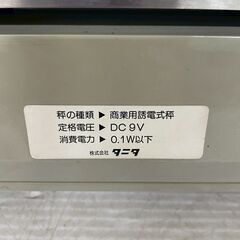 秤の種類 ▶ 商業用誘電式秤
定格電圧 ▶ DC 9V
消費電力 ▶ 0.1W以下
株式会社 タニタ